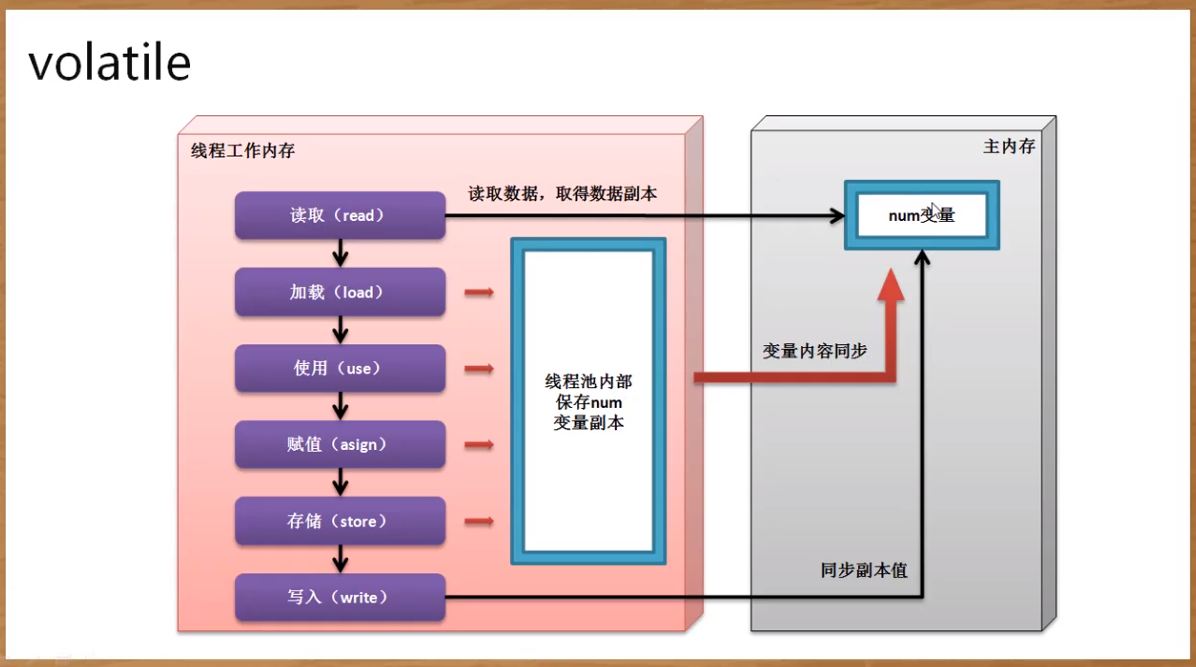 volatile
线程工作内存
主内存
读取（read）
读取数据，取得数据副本
num变量
加载（load）
使用（use）
线程池内部
保存num
变量副本
变量内容同步
赋值（asign）
存储（store）
同步副本值
写入（write）